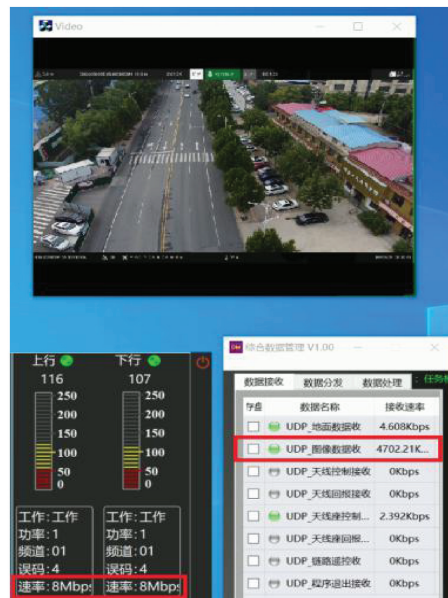 Video
上行
下行
116
107
250
250
200
200
150
150
100
100
50
50
0
0
工作:工作
功率:1
频道:01
误码:4
速率:8Mbps
工作:工作
功率:1
频道:01
误码:4
速率:8Mbps
DM 综合数据管理 V1.00
数据接收 数据分发 数据处理
数据名称 接收速率
UDP_地面数据收 4.608Kbps
UDP_图像数据收 4702.21K...
UDP_天线控制接收 0Kbps
UDP_天线回报接收 0Kbps
UDP_天线座控制... 2.392Kbps
UDP_天线座回报... 0Kbps
UDP_链路遥控收 0Kbps
UDP_程序退出接收 0Kbps